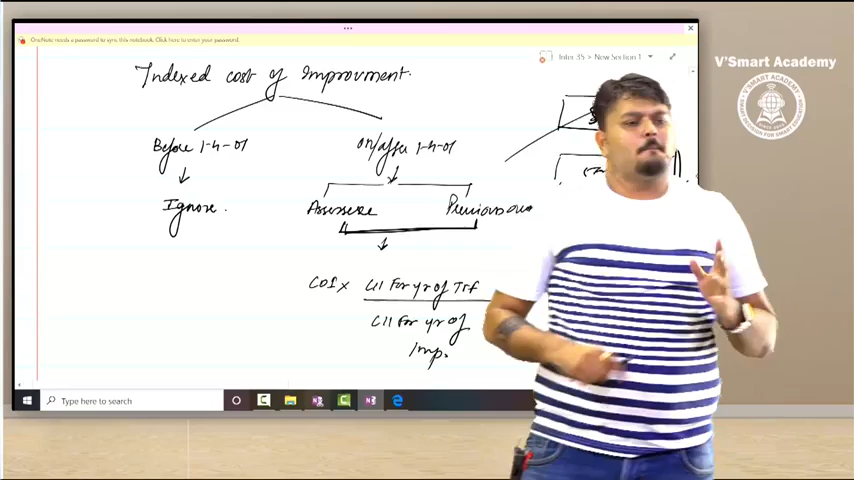 OneNote needs a password to sync this notebook. Click here to enter your password.
Inter 35 > New Section 1
V'Smart Academy
Indexed cost of Improvment.
Before 1-4-01
on/after 1-4-01
Ignore.
Assessee
Previous own
COI x CII For yr of Trf
CII For yr of
Imp.
Type here to search